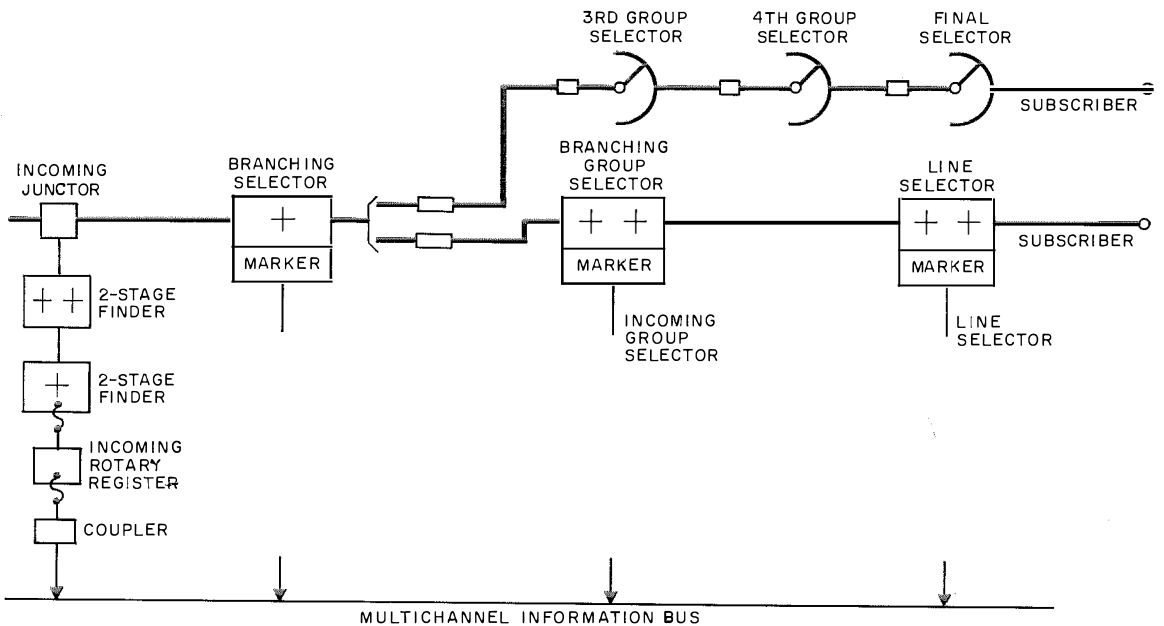 3RD GROUP
SELECTOR
4TH GROUP
SELECTOR
FINAL
SELECTOR
SUBSCRIBER
INCOMING
JUNCTOR
BRANCHING
SELECTOR
MARKER
BRANCHING
GROUP
SELECTOR
MARKER
LINE
SELECTOR
MARKER
SUBSCRIBER
2-STAGE
FINDER
INCOMING
GROUP
SELECTOR
LINE
SELECTOR
2-STAGE
FINDER
INCOMING
ROTARY
REGISTER
COUPLER
MULTICHANNEL INFORMATION BUS